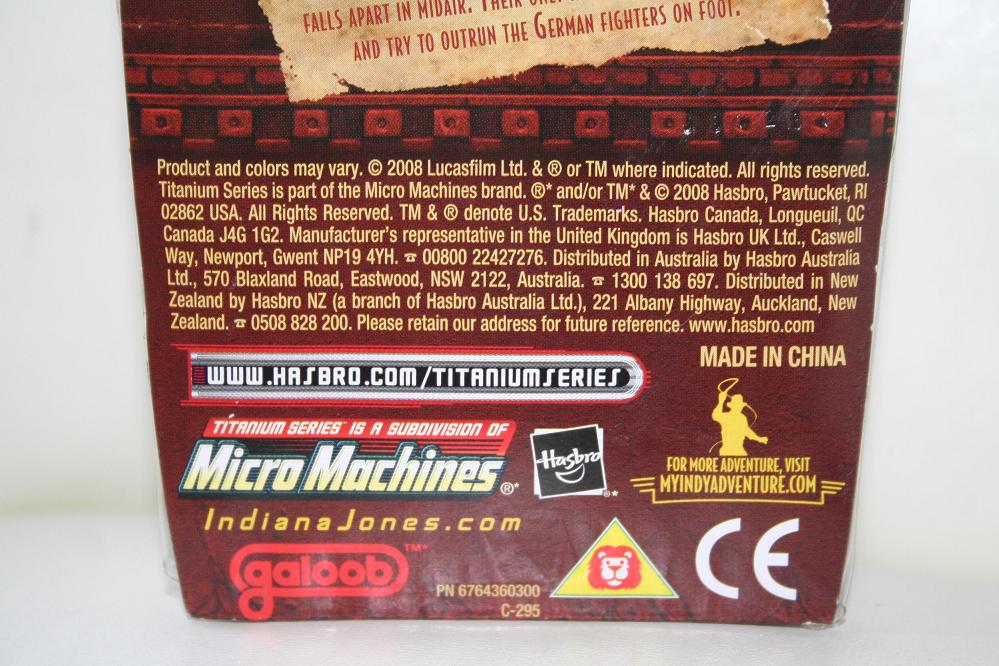 FALLS APART IN MIDAIR. THEIR
AND TRY TO OUTRUN THE GERMAN FIGHTERS ON FOOT.
Product and colors may vary. © 2008 Lucasfilm Ltd. & ® or TM where indicated. All rights reserved.
Titanium Series is part of the Micro Machines brand. ®* and/or TM* & © 2008 Hasbro, Pawtucket, RI
02862 USA. All Rights Reserved. TM & ® denote U.S. Trademarks. Hasbro Canada, Longueuil, QC
Canada J4G 1G2. Manufacturer's representative in the United Kingdom is Hasbro UK Ltd., Caswell
Way, Newport, Gwent NP19 4YH. ☎ 00800 22427276. Distributed in Australia by Hasbro Australia
Ltd., 570 Blaxland Road, Eastwood, NSW 2122, Australia. ☎ 1300 138 697. Distributed in New
Zealand by Hasbro NZ (a branch of Hasbro Australia Ltd.), 221 Albany Highway, Auckland, New
Zealand. ☎ 0508 828 200. Please retain our address for future reference. www.hasbro.com
MADE IN CHINA
WWW.HASBRO.COM/TITANIUMSERIES
TITANIUM SERIES™ IS A SUBDIVISION OF
Micro Machines ®*
Hasbro ®*
FOR MORE ADVENTURE, VISIT
MYINDYADVENTURE.COM
IndianaJones.com
galoob ™*
PN 6764360300
C-295
CE